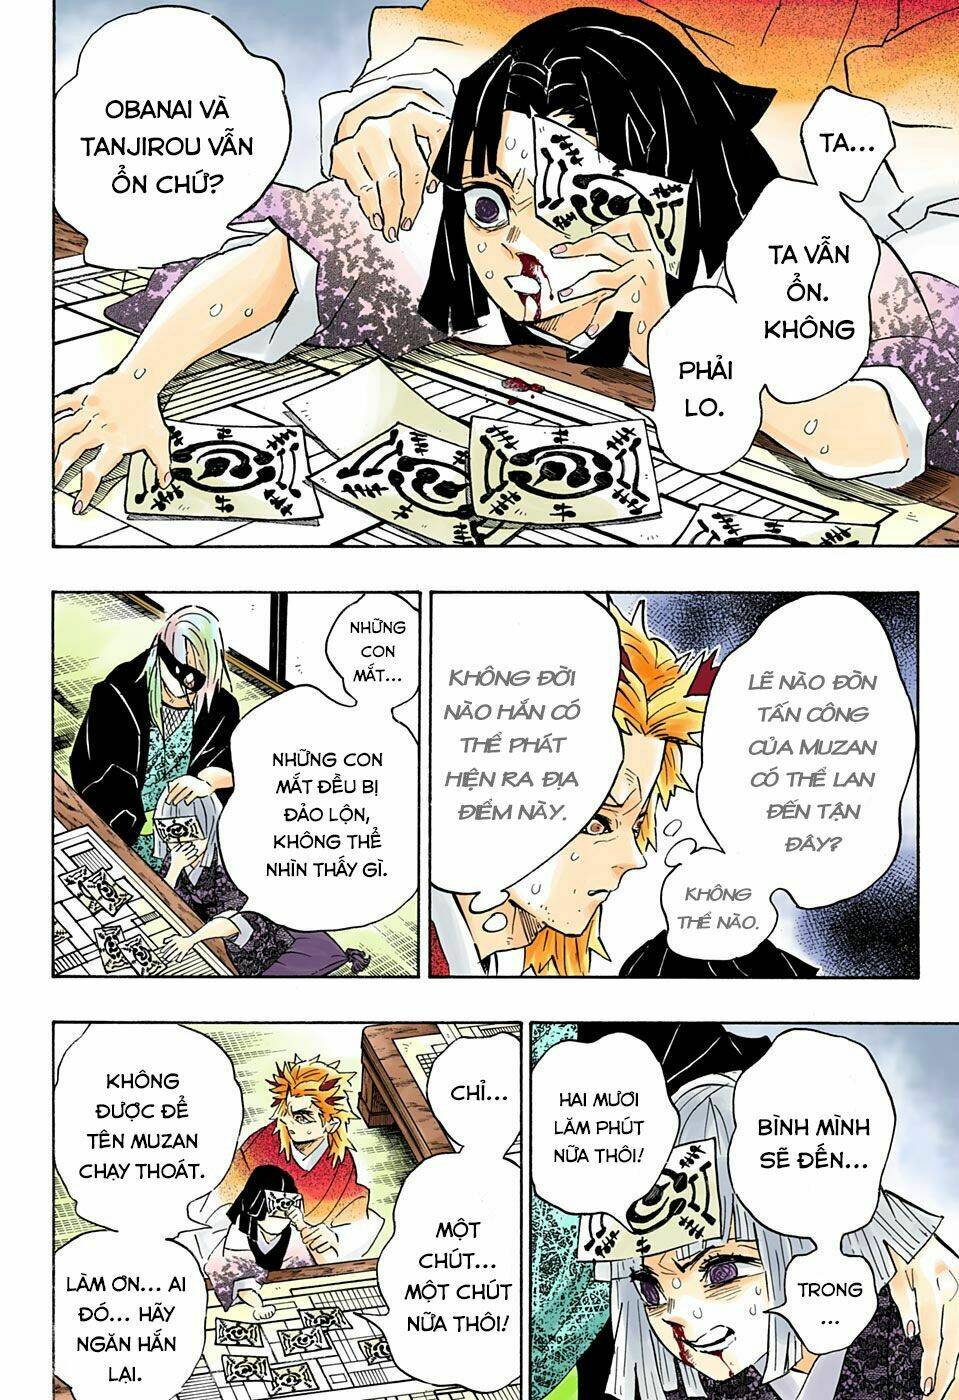 TA...
TA VẪN
ỔN.
KHÔNG
PHẢI
LO.
OBANAI VÀ
TANJIROU VẪN
ỔN CHỨ?
LẼ NÀO ĐÒN
TẤN CÔNG
CỦA MUZAN
CÓ THỂ LAN
ĐẾN TẬN
ĐÂY?
KHÔNG
THỂ NÀO.
KHÔNG ĐỜI
NÀO HẮN CÓ
THỂ PHÁT
HIỆN RA ĐỊA
ĐIỂM NÀY.
NHỮNG
CON
MẮT...
NHỮNG CON
MẮT ĐỀU BỊ
ĐẢO LỘN,
KHÔNG THỂ
NHÌN THẤY GÌ.
BÌNH MÌNH
SẼ ĐẾN...
TRONG
...
HAI MƯƠI
LĂM PHÚT
NỮA THÔI!
CHỈ...
MỘT
CHÚT...
MỘT CHÚT
NỮA THÔI!
KHÔNG
ĐƯỢC ĐỂ
TÊN MUZAN
CHẠY THOÁT.
LÀM ƠN... AI
ĐÓ... HÃY
NGĂN HẮN
LẠI.